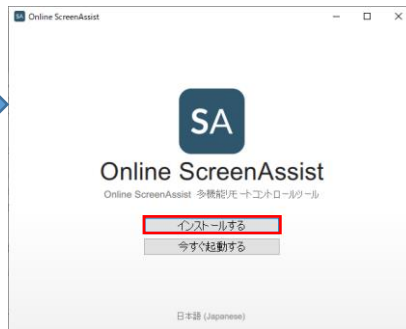 Online ScreenAssist
SA
Online ScreenAssist
Online ScreenAssist 多機能リモートコントロールツール
インストールする
今すぐ起動する
日本語 (Japanese)